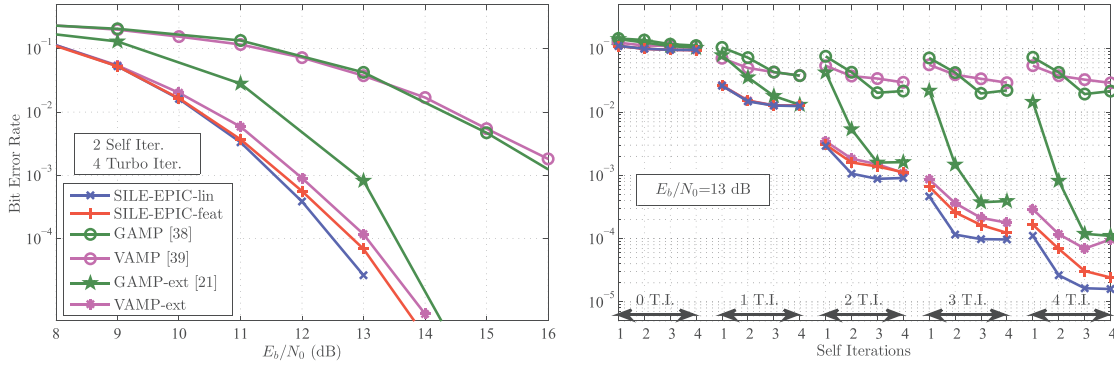 Bit Error Rate
10^{-1}
10^{-2}
10^{-3}
10^{-4}
2 Self Iter.
4 Turbo Iter.
SILE-EPIC-lin
SILE-EPIC-feat
GAMP [38]
VAMP [39]
GAMP-ext [21]
VAMP-ext
8 9 10 11 12 13 14 15 16
E_b/N_0 (dB)
10^{-1}
10^{-2}
10^{-3}
10^{-4}
10^{-5}
E_b/N_0=13 dB
0 T.I. 1 T.I. 2 T.I. 3 T.I. 4 T.I.
1 2 3 4 1 2 3 4 1 2 3 4 1 2 3 4 1 2 3 4
Self Iterations